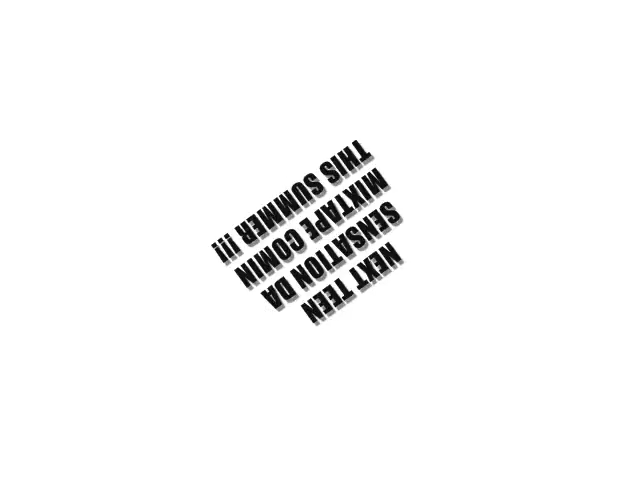 NEXT TEEN
SENSATION DA
MIXTAPE COMIN
THIS SUMMER !!!